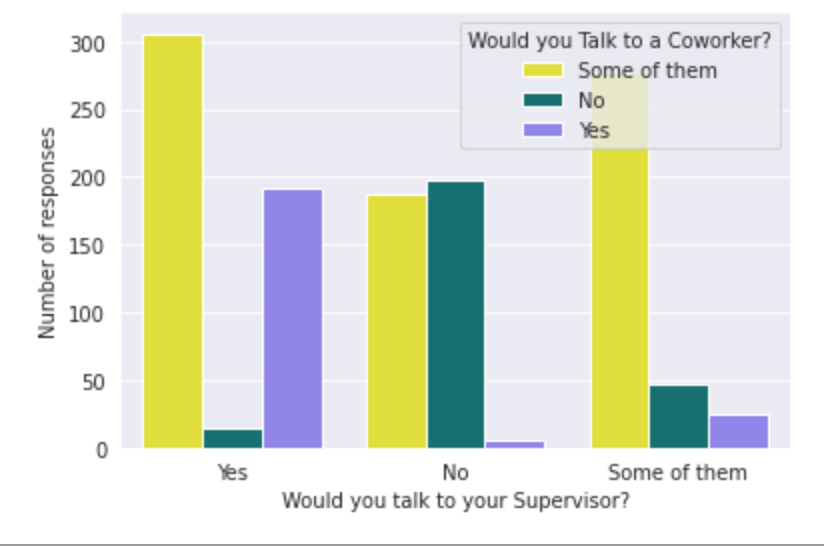 Number of responses
300
250
200
150
100
50
0
Would you Talk to a Coworker?
Some of them
No
Yes
Yes No Some of them
Would you talk to your Supervisor?